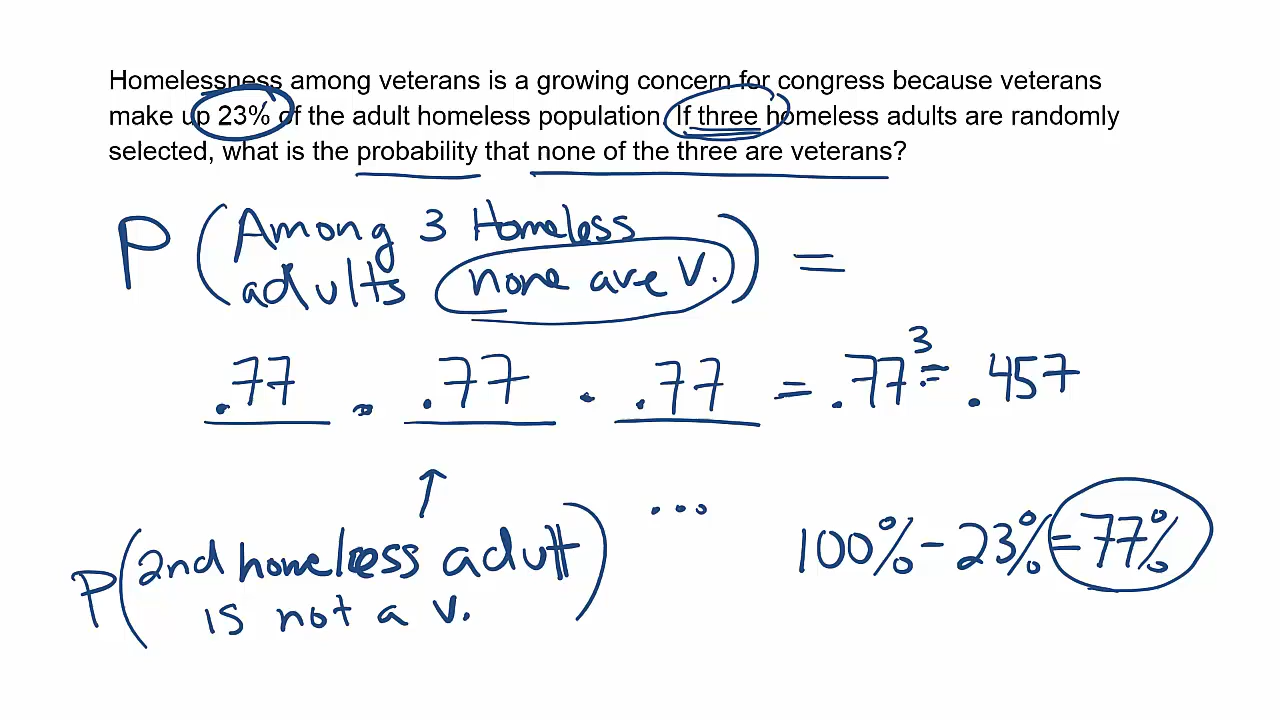 Homelessness among veterans is a growing concern for congress because veterans
make up 23% of the adult homeless population. If three homeless adults are randomly
selected, what is the probability that none of the three are veterans?
P(Among 3 Homeless
adults none are V.) =
.77 · .77 · .77 = .77³ = .457
P(2nd homeless adult ...
is not a v.)
100% - 23% = 77%